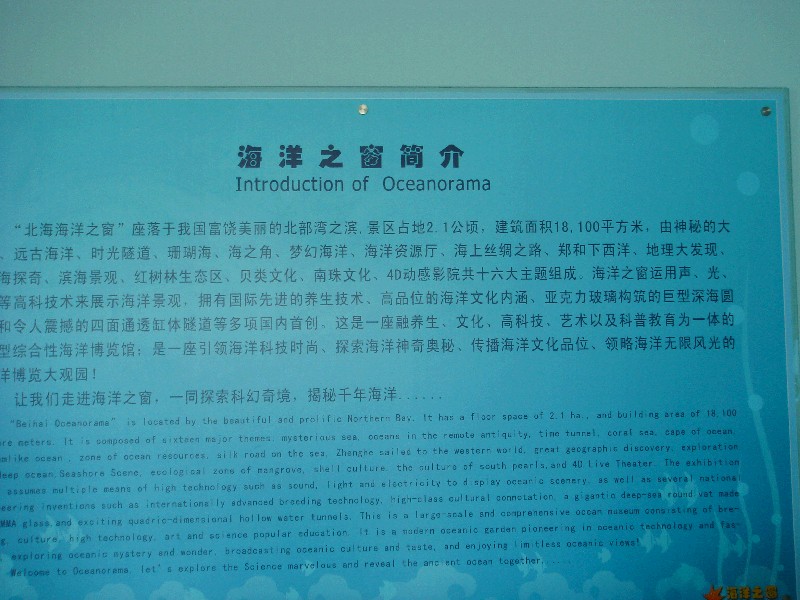 海洋之窗简介
Introduction of Oceanorama
“北海海洋之窗”座落于我国富饶美丽的北部湾之滨,景区占地2.1公顷，建筑面积18,100平方米，由神秘的大
、远古海洋、时光隧道、珊瑚海、海之角、梦幻海洋、海洋资源厅、海上丝绸之路、郑和下西洋、地理大发现、
海探奇、滨海景观、红树林生态区、贝类文化、南珠文化、4D动感影院共十六大主题组成。海洋之窗运用声、光、
等高科技术来展示海洋景观，拥有国际先进的养生技术、高品位的海洋文化内涵、亚克力玻璃构筑的巨型深海圆
和令人震撼的四面通透缸体隧道等多项国内首创。这是一座融养生、文化、高科技、艺术以及科普教育为一体的
型综合性海洋博览馆；是一座引领海洋科技时尚、探索海洋神奇奥秘、传播海洋文化品位、领略海洋无限风光的
洋博览大观园！
让我们走进海洋之窗，一同探索科幻奇境，揭秘千年海洋......
"Beihai Oceanorama" is located by the beautiful and prolific Northern Bay. It has a floor space of 2.1 ha., and building area of 18,100
are meters. It is composed of sixteen major themes, mysterious sea, oceans in the remote antiquity, time tunnel, coral sea, cape of ocean,
amlike ocean , zone of ocean resources, silk road on the sea, Zhenghe sailed to the western world, great geographic discovery, exploration
deep ocean,Seashore Scene, ecological zone of mangrove, shell culture, the culture of south pearls,and 4D Live Theater. The exhibition
assumes multiple means of high technology such as sound, light and electricity to display oceanic scenery, as well as several national
eering inventions such as internationally advanced breeding technology, high-class cultural connotation, a gigantic deep-sea round vat made
MMA glass and exciting quadric-dimensional hollow water tunnels. This is a large-scale and comprehensive ocean museum consisting of bre-
g, culture, high technology, art and science popular education. It is a modern oceanic garden pioneering in oceanic technology and fas-
exploring oceanic mystery and wonder, broadcasting oceanic culture and taste, and enjoying limitless oceanic views!
Welcome to Oceanorama, let's explore the Science marvelous and reveal the ancient ocean together.......
海洋之窗